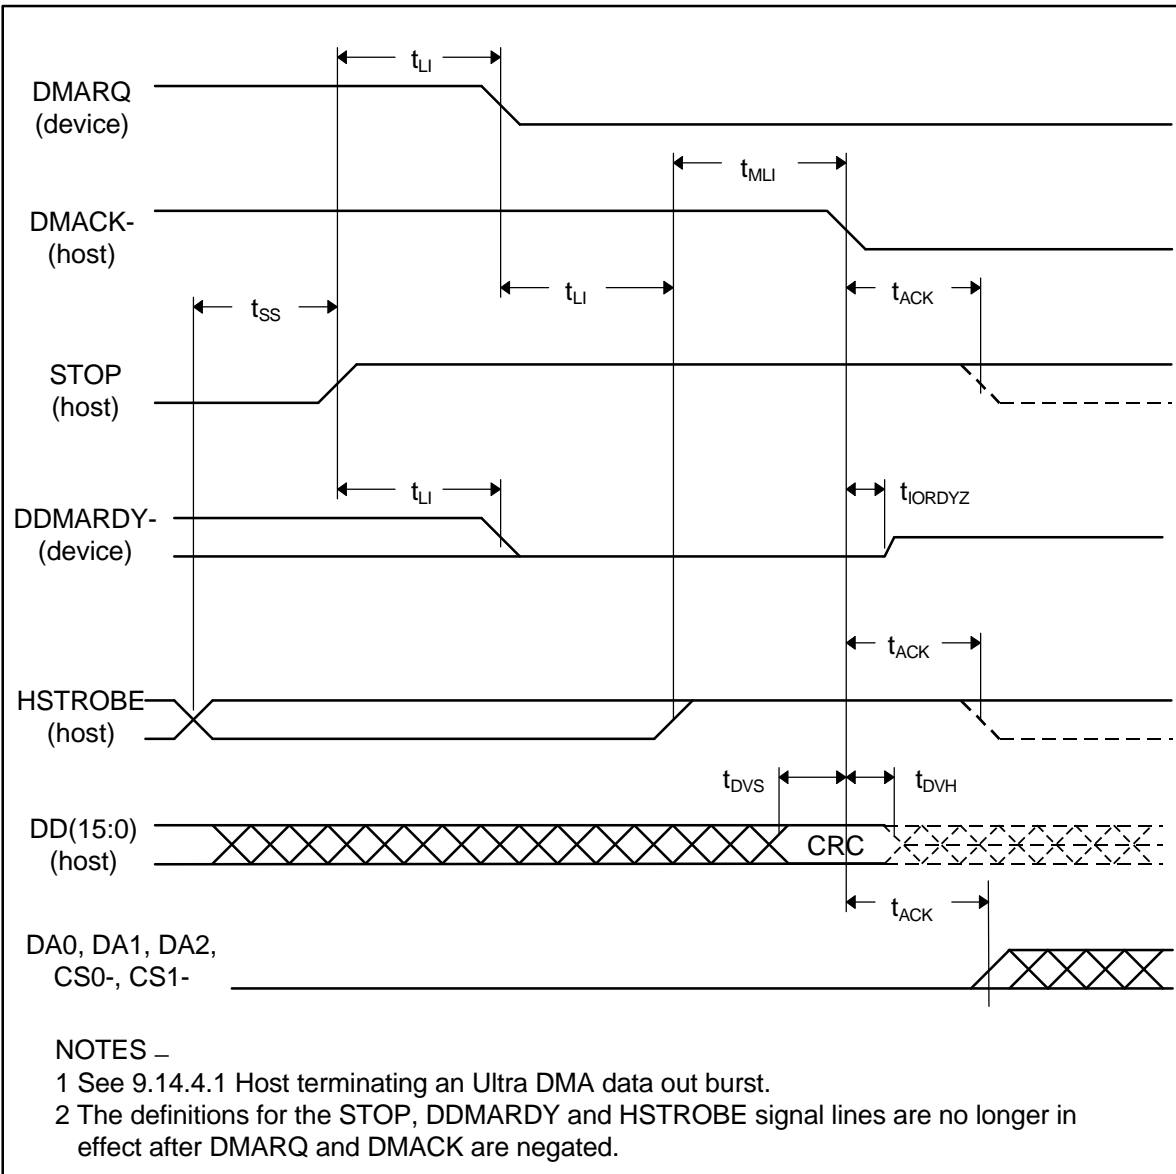 tLI
DMARQ
(device)
tMLI
DMACK-
(host)
tSS
tLI
tACK
STOP
(host)
tLI
tIORDYZ
DDMARDY-
(device)
tACK
HSTROBE
(host)
tDVS
tDVH
DD(15:0)
(host)
CRC
tACK
DA0, DA1, DA2,
CS0-, CS1-
NOTES –
1 See 9.14.4.1 Host terminating an Ultra DMA data out burst.
2 The definitions for the STOP, DDMARDY and HSTROBE signal lines are no longer in
effect after DMARQ and DMACK are negated.